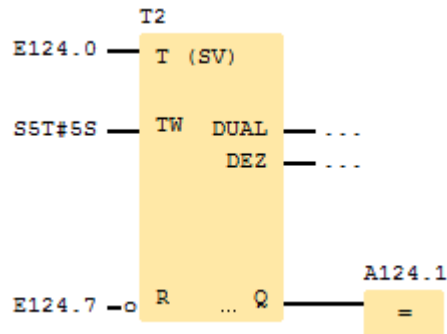 T2
E124.0 T (SV)
S5T#5S TW DUAL ...
DEZ ...
A124.1
E124.7 R ... Q =